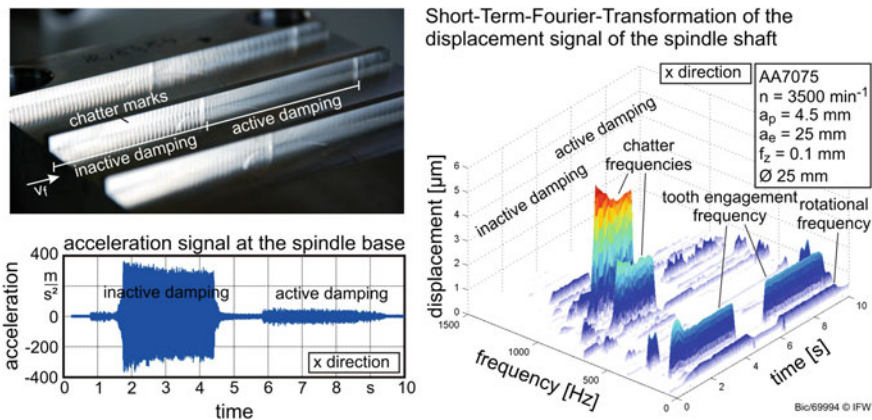 chatter marks
inactive damping
active damping
vf
acceleration signal at the spindle base
400
m
s²
200
0
-200
-400
acceleration
inactive damping
active damping
x direction
0 1 2 3 4 5 6 7 8 s 10
time
Short-Term-Fourier-Transformation of the
displacement signal of the spindle shaft
x direction
AA7075
n = 3500 min-1
ap = 4.5 mm
ae = 25 mm
fz = 0.1 mm
Ø 25 mm
active damping
inactive damping
chatter
frequencies
tooth engagement
frequency
rotational
frequency
displacement [µm]
6
5
4
3
2
1
0
1500
1000
500
0
frequency [Hz]
0
2
4
6
8
10
time [s]
Bic/69994 © IFW